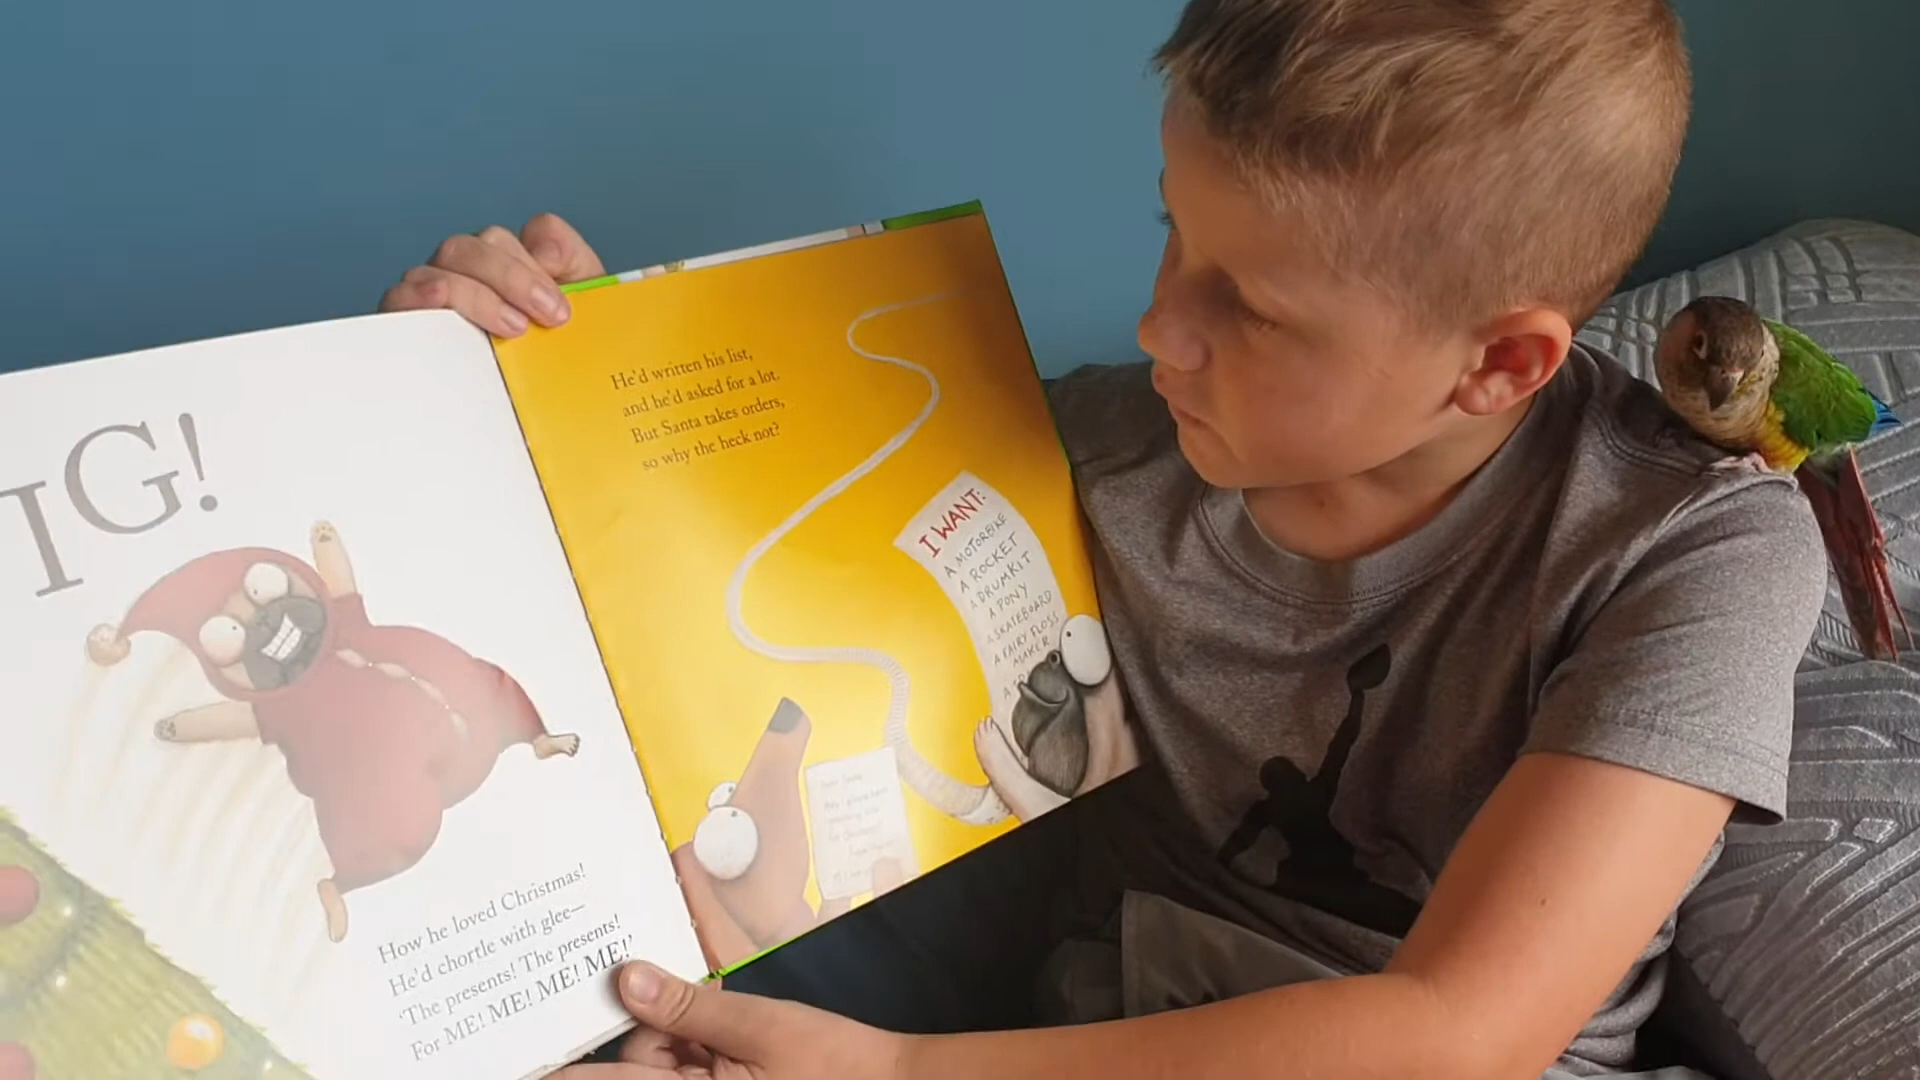 IG!
How he loved Christmas!
He'd chortle with glee—
'The presents! The presents!
For ME! ME! ME! ME!'
He'd written his list,
and he'd asked for a lot.
But Santa takes orders,
so why the heck not?
I WANT:
A MOTORBIKE
A ROCKET
A DRUMKIT
A PONY
A SKATEBOARD
A FAIRY FLOSS
MAKER
A